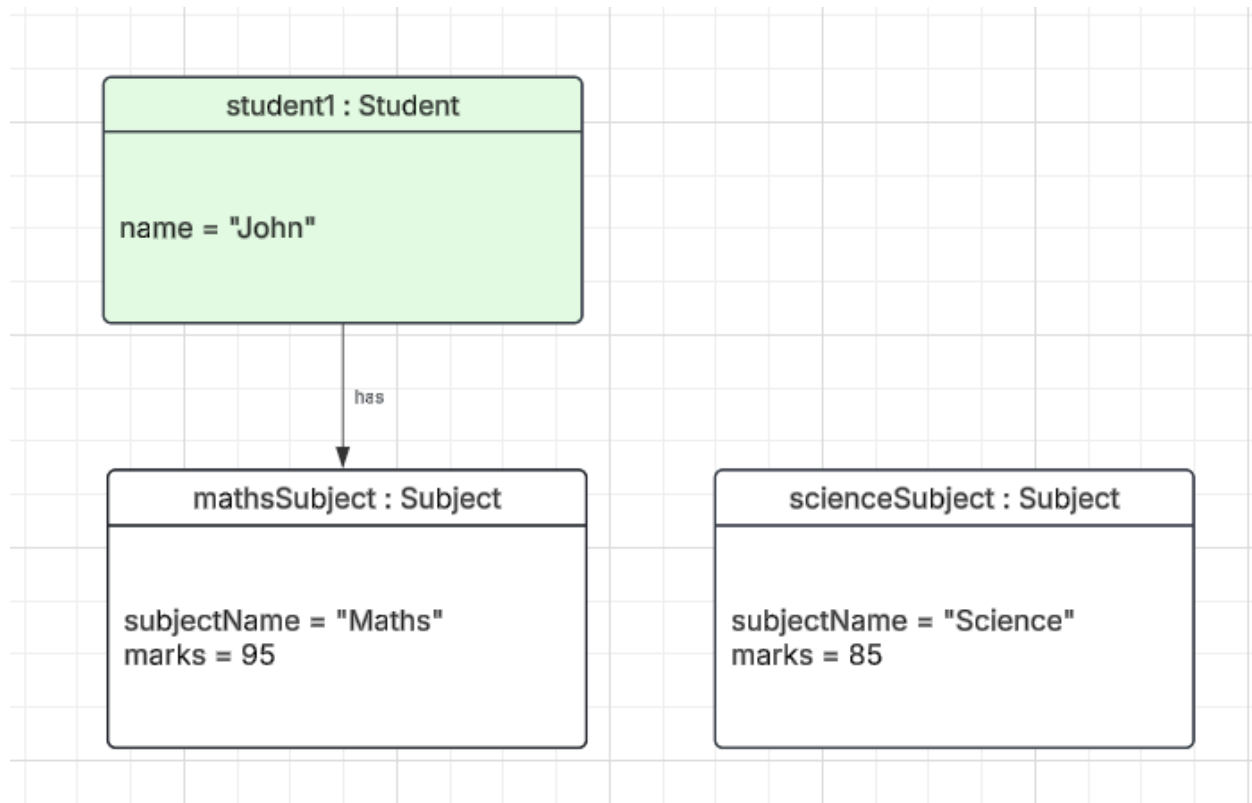 student1 : Student
name = "John"
has
mathsSubject : Subject
subjectName = "Maths"
marks = 95
scienceSubject : Subject
subjectName = "Science"
marks = 85